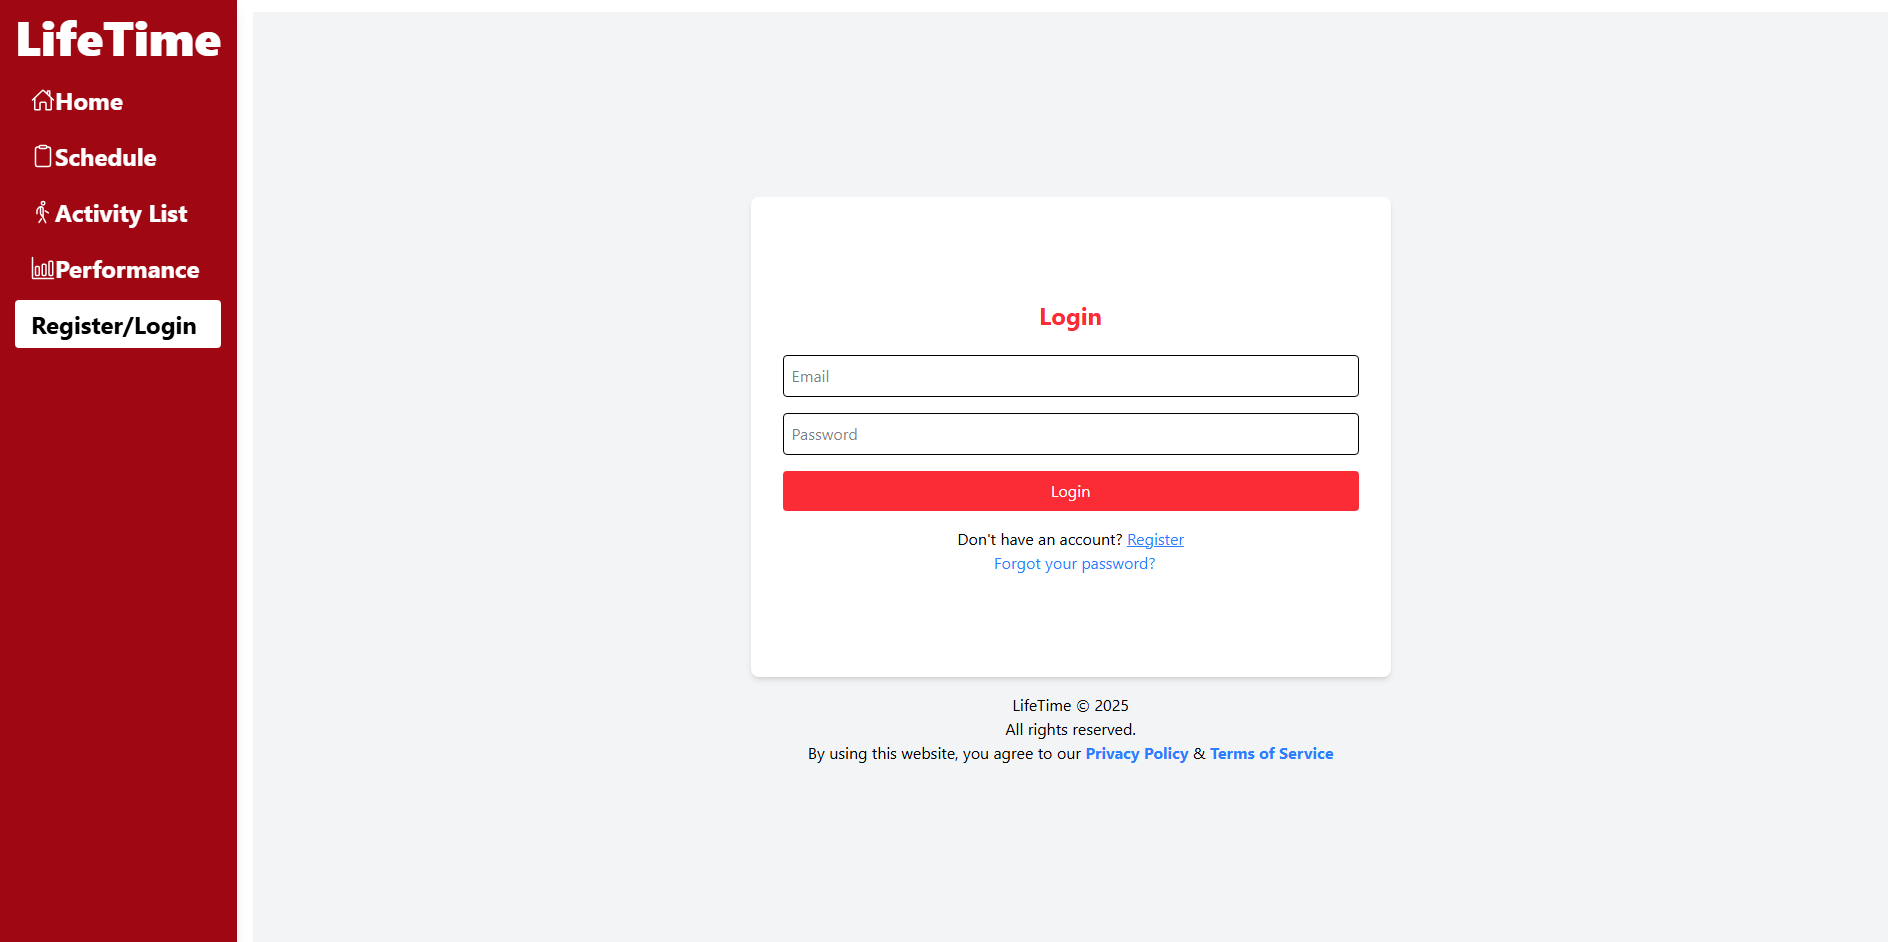 LifeTime
Home
Schedule
Activity List
Performance
Register/Login
Login
Email
Password
Login
Don't have an account? Register
Forgot your password?
LifeTime © 2025
All rights reserved.
By using this website, you agree to our Privacy Policy & Terms of Service